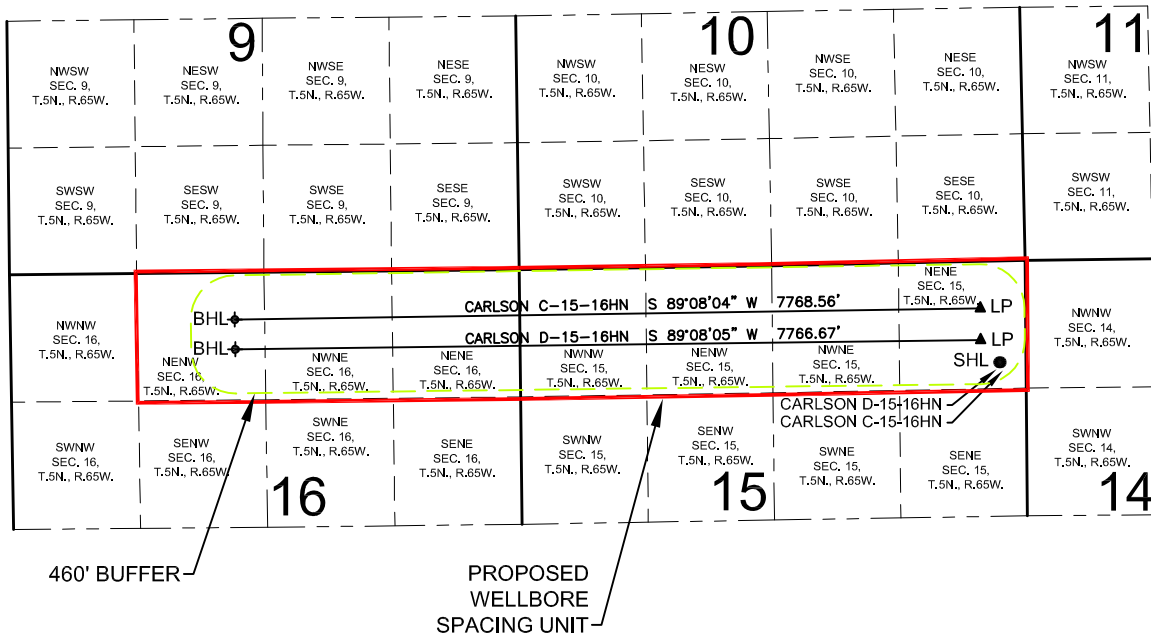 9
10
11
NWSW
SEC. 9,
T.5N., R.65W.
NESW
SEC. 9,
T.5N., R.65W.
NWSE
SEC. 9,
T.5N., R.65W.
NESE
SEC. 9,
T.5N., R.65W.
NWSW
SEC. 10,
T.5N., R.65W.
NESW
SEC. 10,
T.5N., R.65W.
NWSE
SEC. 10,
T.5N., R.65W.
NESE
SEC. 10,
T.5N., R.65W.
NWSW
SEC. 11,
T.5N., R.65W.
SWSW
SEC. 9,
T.5N., R.65W.
SESW
SEC. 9,
T.5N., R.65W.
SWSE
SEC. 9,
T.5N., R.65W.
SESE
SEC. 9,
T.5N., R.65W.
SWSW
SEC. 10,
T.5N., R.65W.
SESW
SEC. 10,
T.5N., R.65W.
SWSE
SEC. 10,
T.5N., R.65W.
SESE
SEC. 10,
T.5N., R.65W.
SWSW
SEC. 11,
T.5N., R.65W.
NENE
SEC. 15,
T.5N., R.65W.
CARLSON C-15-16HN S 89°08'04" W 7768.56'
BHL
LP
CARLSON D-15-16HN S 89°08'05" W 7766.67'
BHL
LP
SHL
NWNW
SEC. 16,
T.5N., R.65W.
NENW
SEC. 16,
T.5N., R.65W.
NWNE
SEC. 16,
T.5N., R.65W.
NENE
SEC. 16,
T.5N., R.65W.
NWNW
SEC. 15,
T.5N., R.65W.
NENW
SEC. 15,
T.5N., R.65W.
NWNE
SEC. 15,
T.5N., R.65W.
NWNW
SEC. 14,
T.5N., R.65W.
CARLSON D-15-16HN
CARLSON C-15-16HN
SWNW
SEC. 16,
T.5N., R.65W.
SENW
SEC. 16,
T.5N., R.65W.
SWNE
SEC. 16,
T.5N., R.65W.
SENE
SEC. 16,
T.5N., R.65W.
SWNW
SEC. 15,
T.5N., R.65W.
SENW
SEC. 15,
T.5N., R.65W.
SWNE
SEC. 15,
T.5N., R.65W.
SENE
SEC. 15,
T.5N., R.65W.
SWNW
SEC. 14,
T.5N., R.65W.
16
15
14
460' BUFFER
PROPOSED
WELLBORE
SPACING UNIT